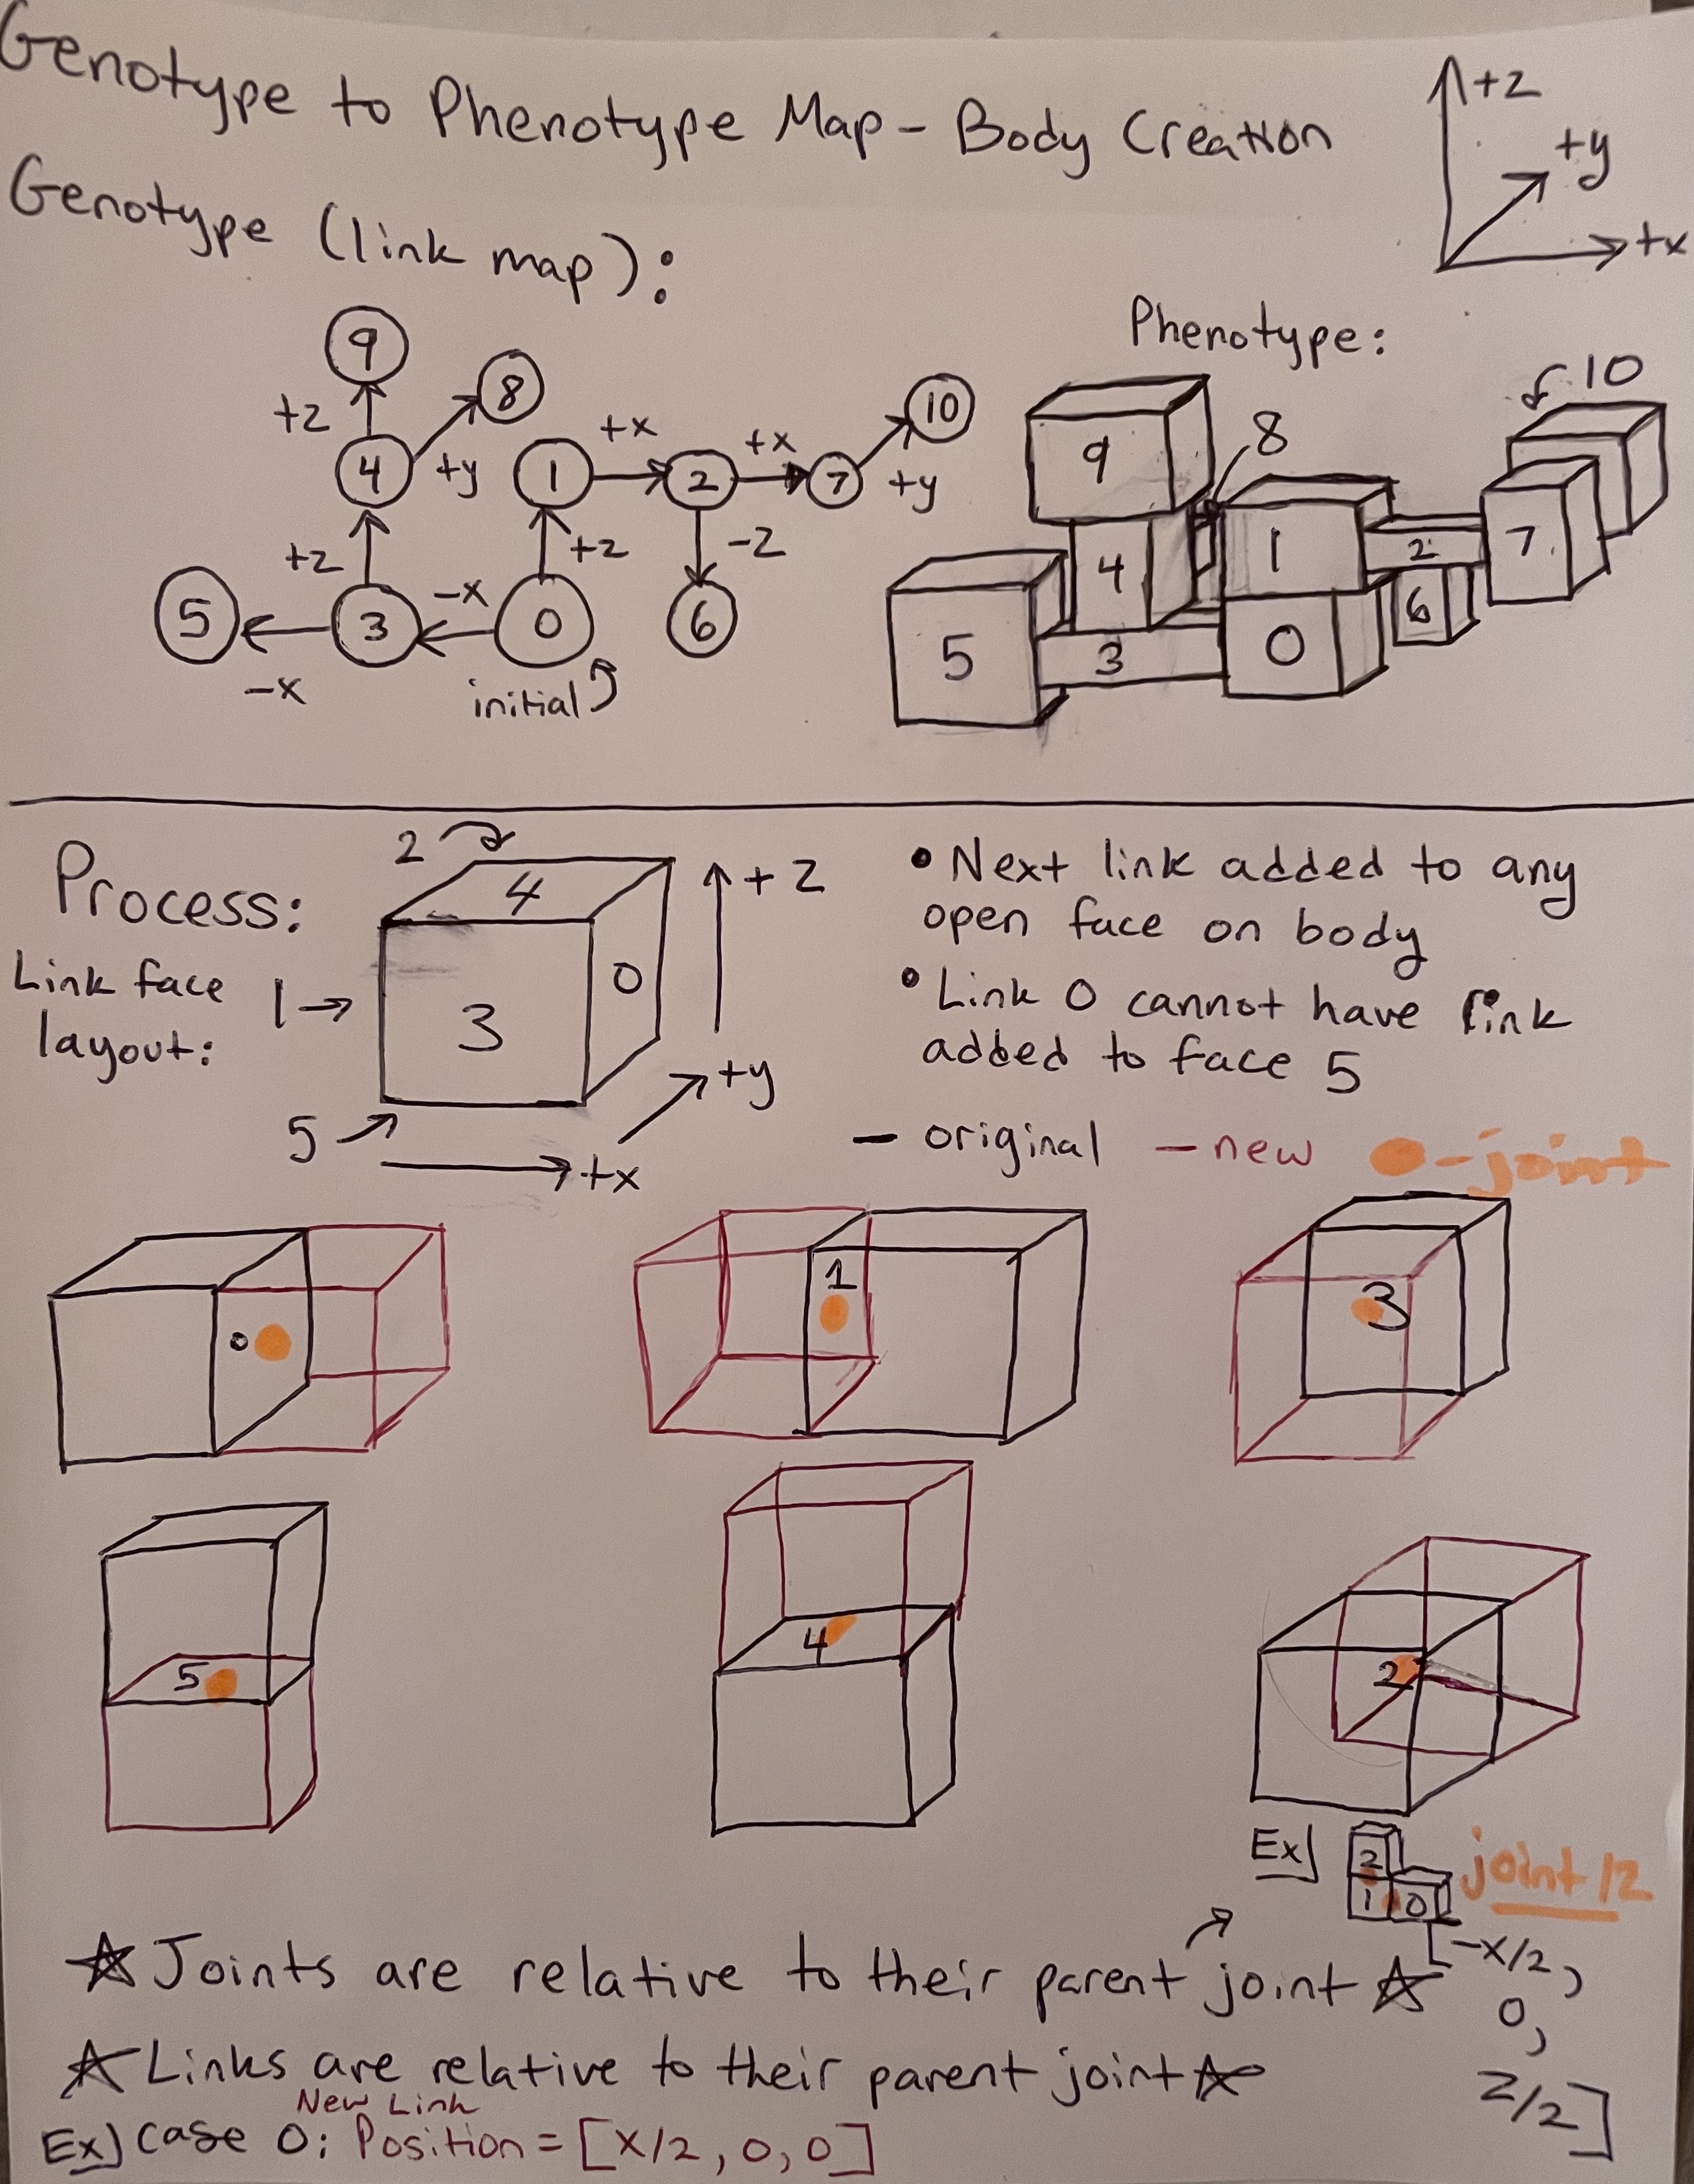 Genotype to Phenotype Map - Body Creation
+z
+y
+x
Genotype (link map):
Phenotype:
9
8
10
+z
+y
+x
+x
+y
4
1
2
7
+z
+z
-z
-x
5
3
0
6
-x
initial
10
8
9
1
2
7
4
6
5
3
0
Process:
2
4
+z
Link face
layout:
1
3
0
5
+y
+x
• Next link added to any
open face on body
• Link 0 cannot have link
added to face 5
— original — new - joint
0
1
3
5
4
2
Ex]
2
1 0
joint 12
[-x/2,
0,
z/2]
☆ Joints are relative to their parent joint ☆
☆ Links are relative to their parent joint ☆
New Link
Ex] case 0: Position = [x/2, 0, 0]